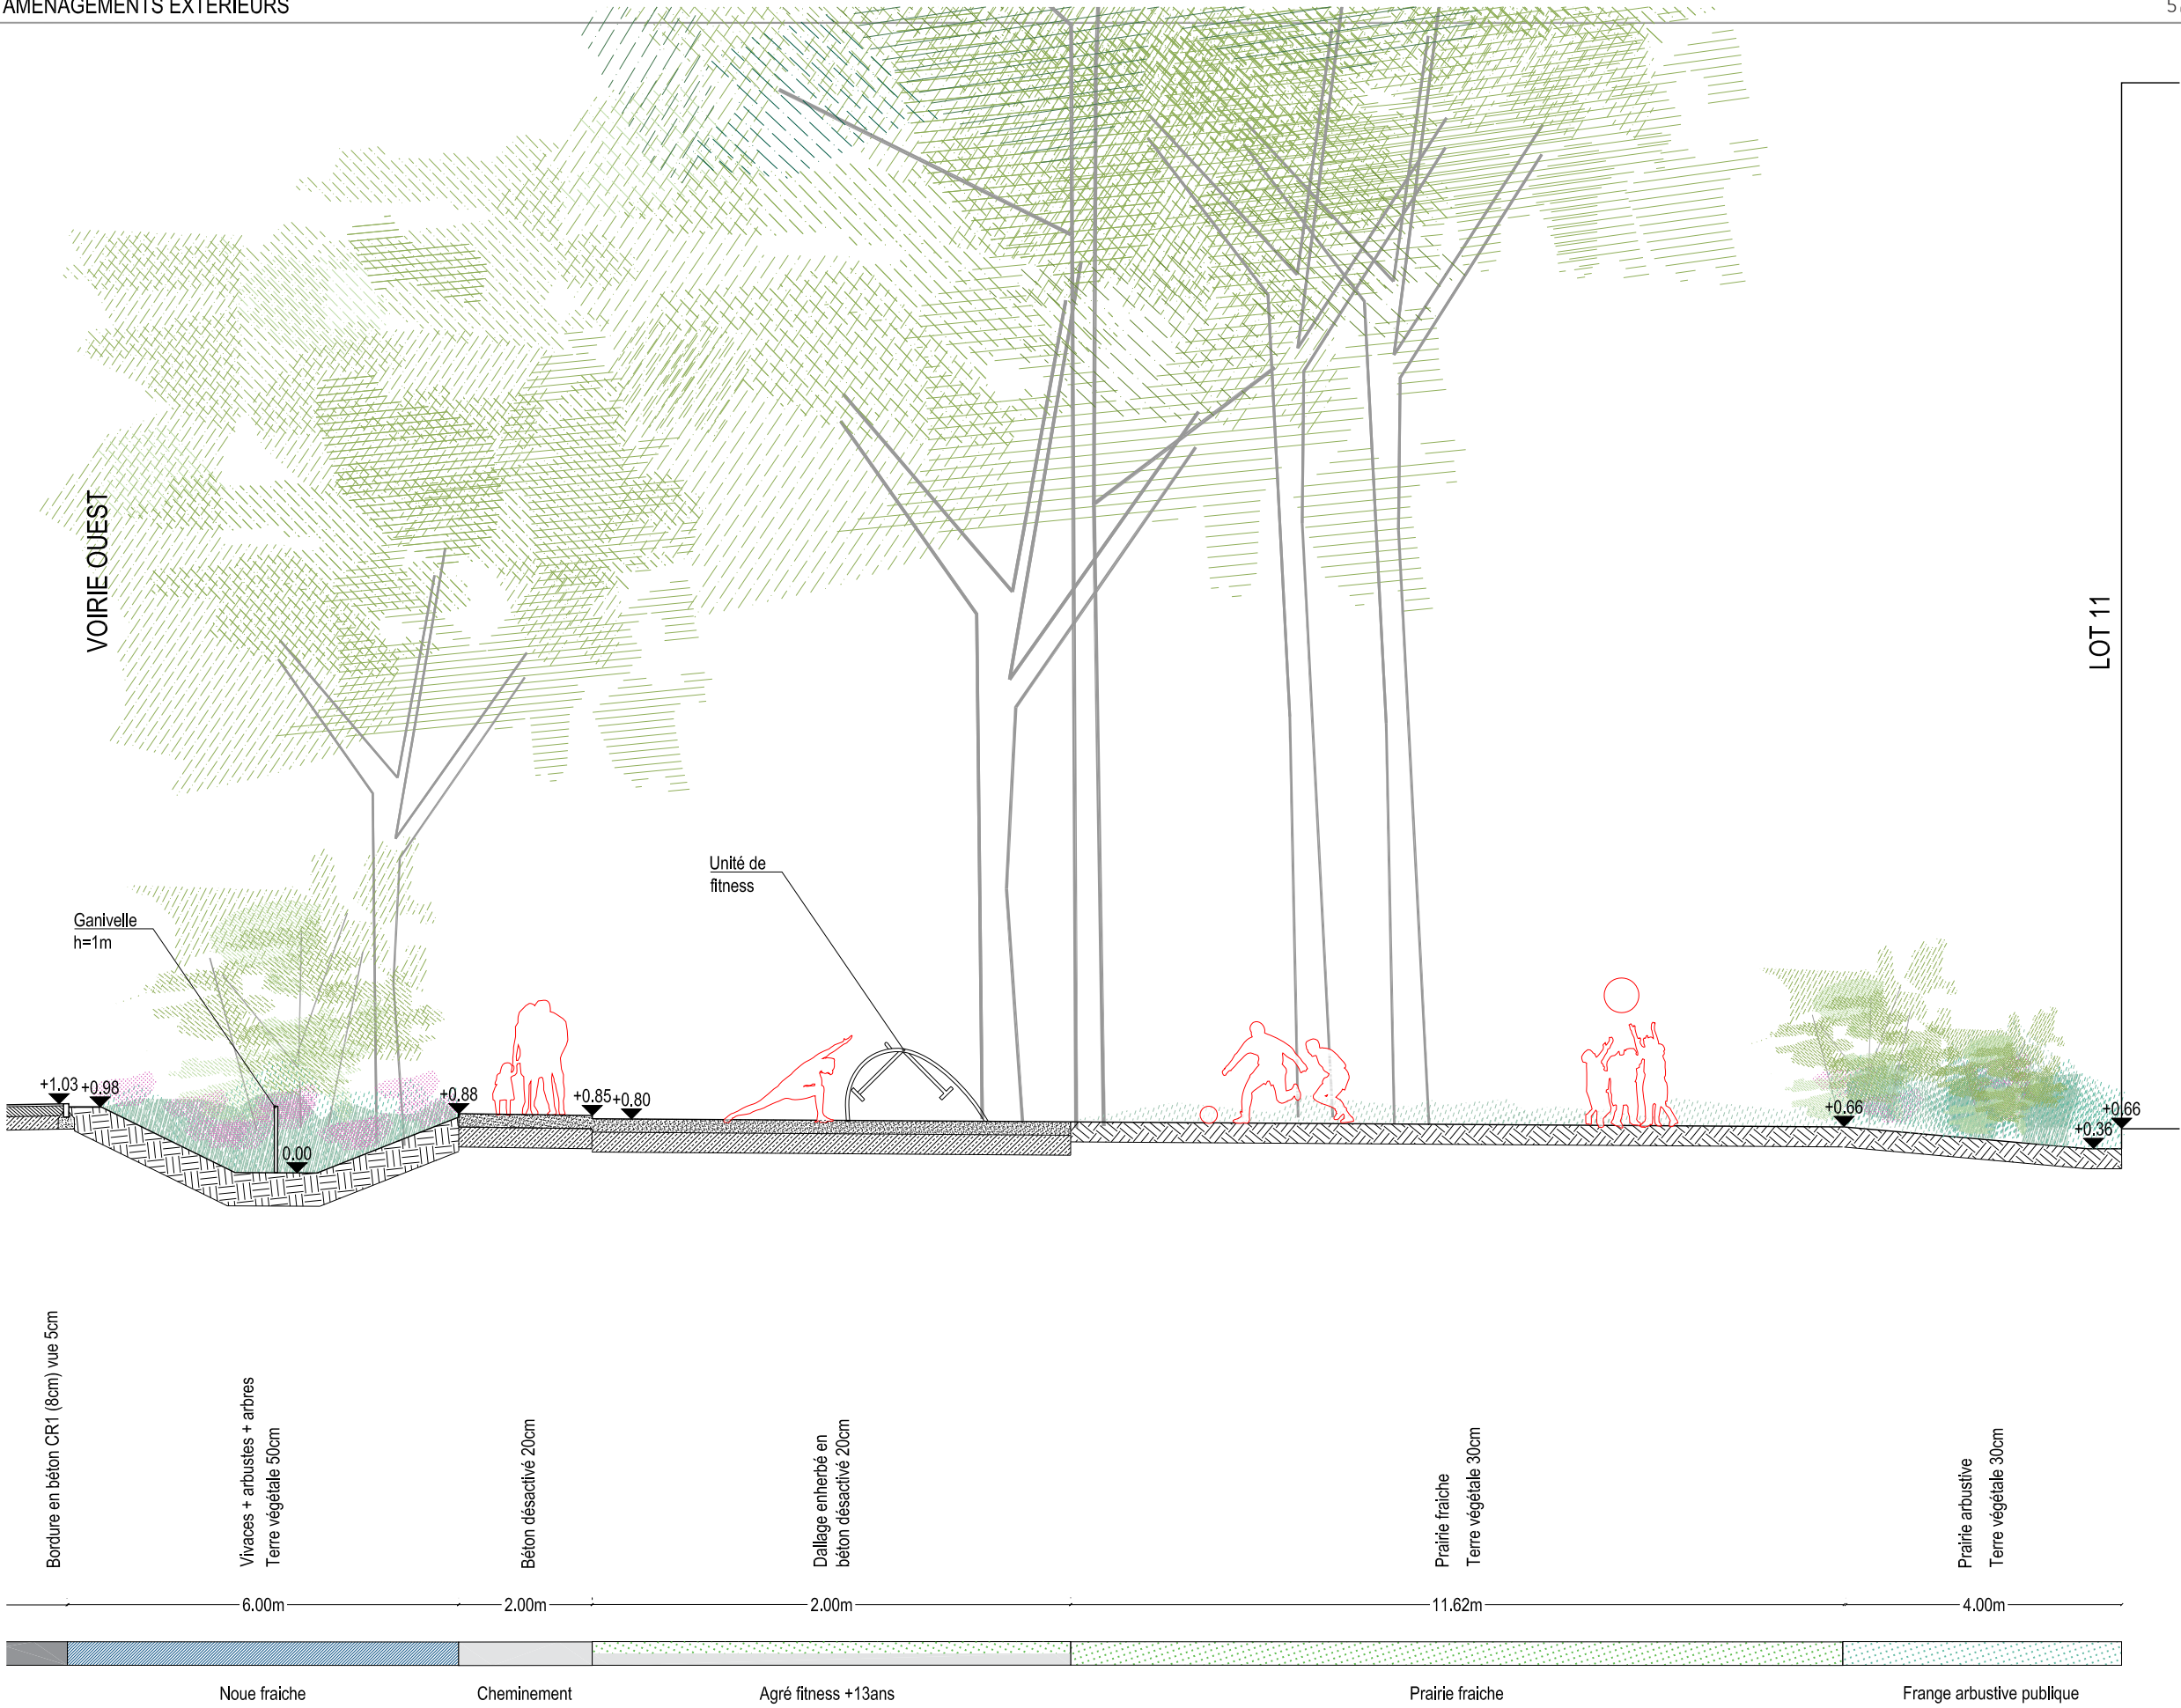 AMENAGEMENTS EXTERIEURS
VOIRIE OUEST
LOT 11
Unité de
fitness
Ganivelle
h=1m
+1.03
+0.98
0.00
+0.88
+0.85
+0.80
+0.66
+0.66
+0.36
Bordure en béton CR1 (8cm) vue 5cm
Vivaces + arbustes + arbres
Terre végétale 50cm
Béton désactivé 20cm
Dallage enherbé en
béton désactivé 20cm
Prairie fraiche
Terre végétale 30cm
Prairie arbustive
Terre végétale 30cm
6.00m
2.00m
2.00m
11.62m
4.00m
Noue fraiche
Cheminement
Agré fitness +13ans
Prairie fraiche
Frange arbustive publique